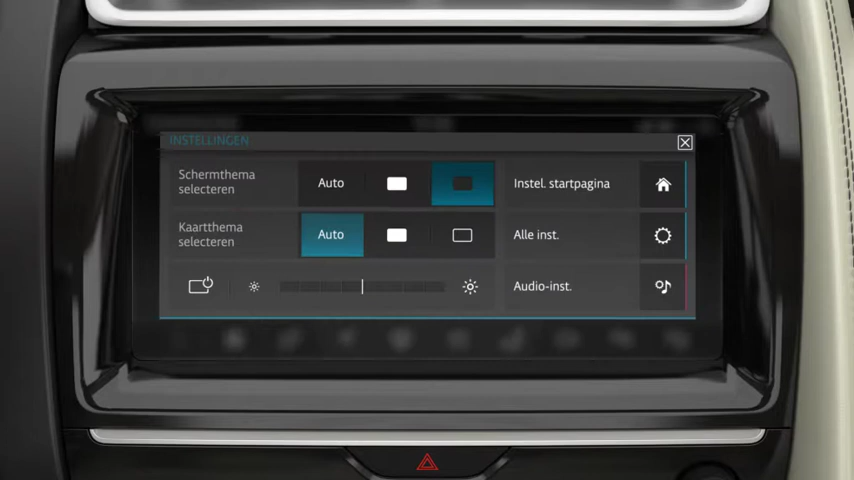 INSTELLINGEN
Schermthema
selecteren
Auto
Instel. startpagina
Kaartthema
selecteren
Auto
Alle inst.
Audio-inst.